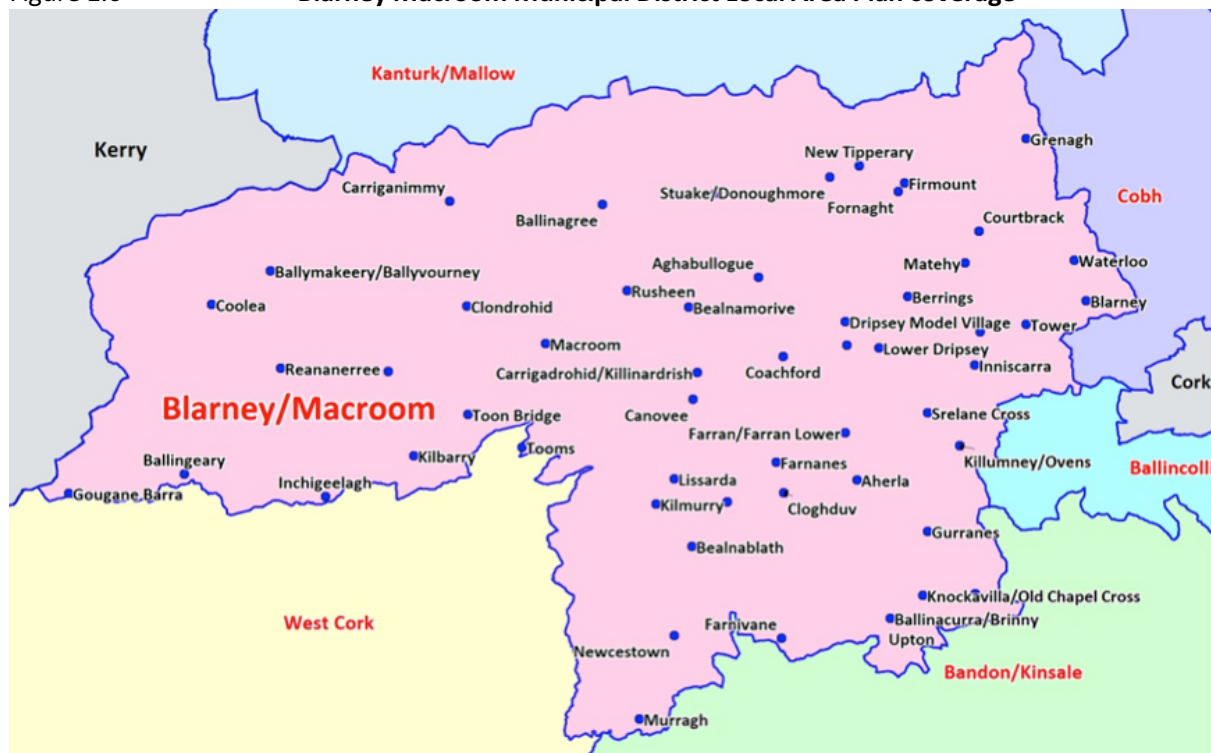 Blarney Macroom Municipal District Local Area Plan coverage
Kanturk/Mallow
Kerry
Grenagh
New Tipperary
Carriganimmy
Stuake/Donoughmore
Firmount
Fornaght
Ballinagree
Cobh
Courtbrack
Aghabullogue
Matehy
Waterloo
Ballymakeery/Ballyvourney
Rusheen
Berrings
Blarney
Coolea
Clondrohid
Bealnamorive
Dripsey Model Village
Tower
Macroom
Lower Dripsey
Reananerree
Carrigadrohid/Killinardrish
Coachford
Inniscarra
Cork
Blarney/Macroom
Toon Bridge
Canovee
Srelane Cross
Farran/Farran Lower
Tooms
Kilbarry
Ballingeary
Farnanes
Killumney/Ovens
Ballincolli
Gougane Barra
Inchigeelagh
Lissarda
Aherla
Kilmurry
Cloghduv
Gurranes
Bealnablath
Knockavilla/Old Chapel Cross
West Cork
Farnivane
Ballinacurra/Brinny
Newcestown
Upton
Bandon/Kinsale
Murragh